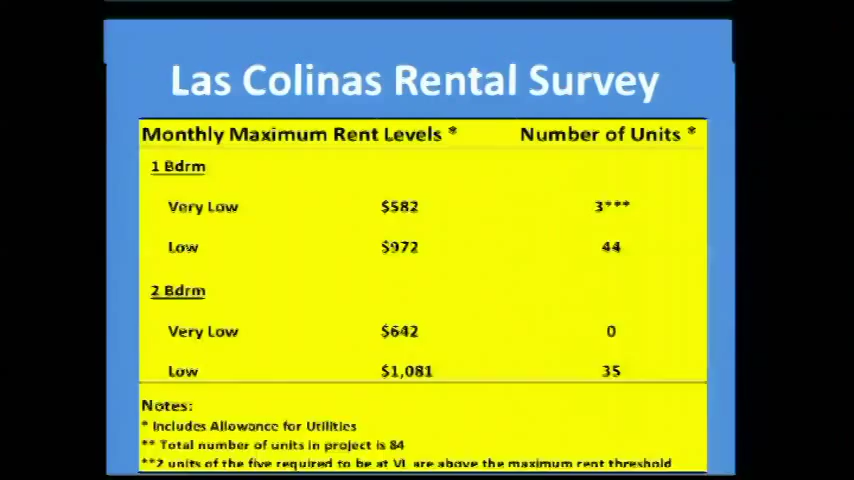 Las Colinas Rental Survey
Monthly Maximum Rent Levels * Number of Units *
1 Bdrm
Very Low $582 3***
Low $972 44
2 Bdrm
Very Low $642 0
Low $1,081 35
Notes:
* Includes Allowance for Utilities
** Total number of units in project is 84
**2 units of the five required to be at VL are above the maximum rent threshold